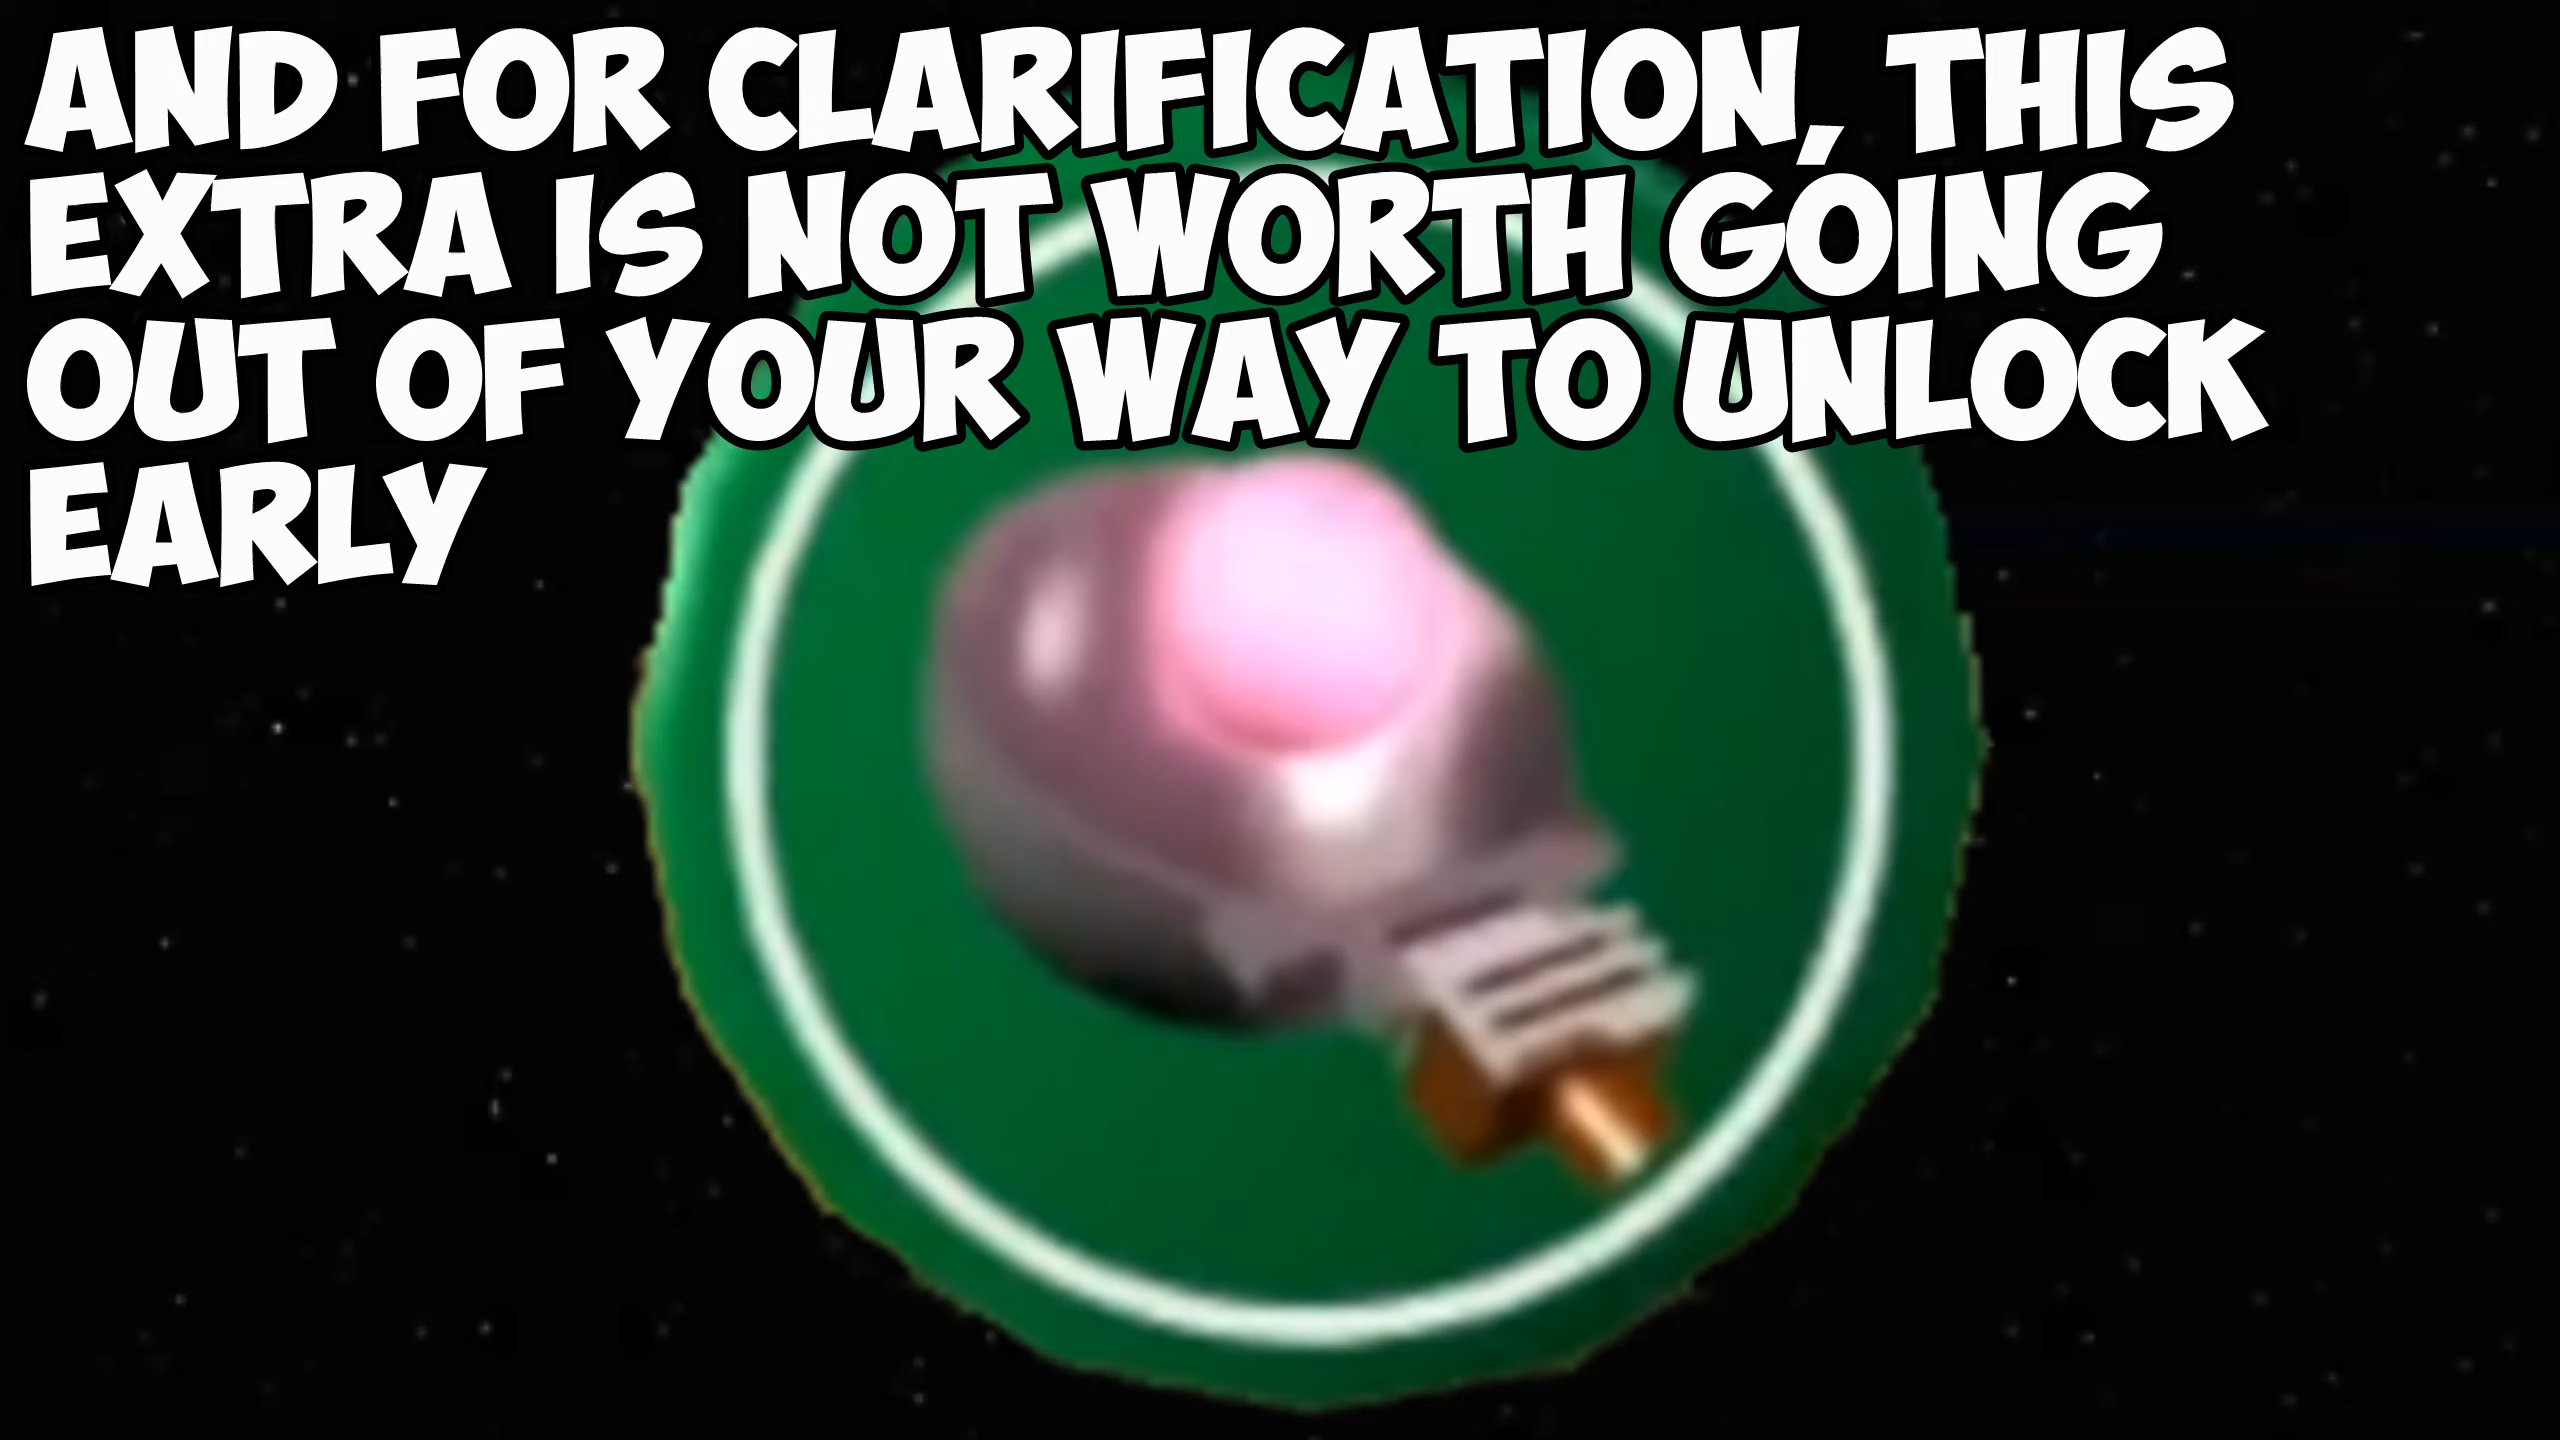 AND FOR CLARIFICATION, THIS
EXTRA IS NOT WORTH GOING
OUT OF YOUR WAY TO UNLOCK
EARLY